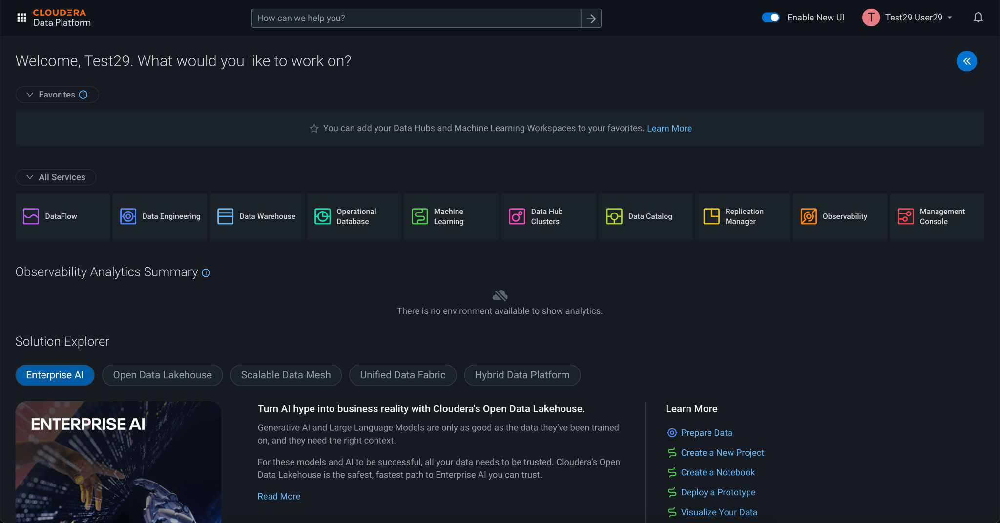 CLOUDERA
Data Platform
How can we help you?
Enable New UI
T
Test29 User29
Welcome, Test29. What would you like to work on?
Favorites
You can add your Data Hubs and Machine Learning Workspaces to your favorites. Learn More
All Services
DataFlow
Data Engineering
Data Warehouse
Operational
Database
Machine
Learning
Data Hub
Clusters
Data Catalog
Replication
Manager
Observability
Management
Console
Observability Analytics Summary
There is no environment available to show analytics.
Solution Explorer
Enterprise AI
Open Data Lakehouse
Scalable Data Mesh
Unified Data Fabric
Hybrid Data Platform
ENTERPRISE AI
Turn AI hype into business reality with Cloudera's Open Data Lakehouse.
Generative AI and Large Language Models are only as good as the data they’ve been trained
on, and they need the right context.
For these models and AI to be successful, all your data needs to be trusted. Cloudera’s Open
Data Lakehouse is the safest, fastest path to Enterprise AI you can trust.
Read More
Learn More
Prepare Data
Create a New Project
Create a Notebook
Deploy a Prototype
Visualize Your Data